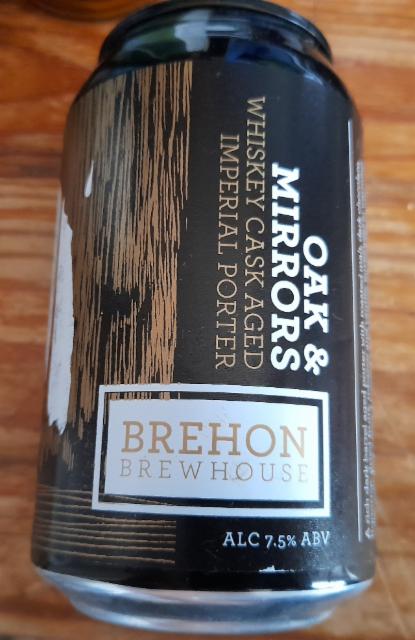 OAK &
MIRRORS
WHISKEY CASK AGED
IMPERIAL PORTER
BREHON
BREWHOUSE
ALC 7.5% ABV